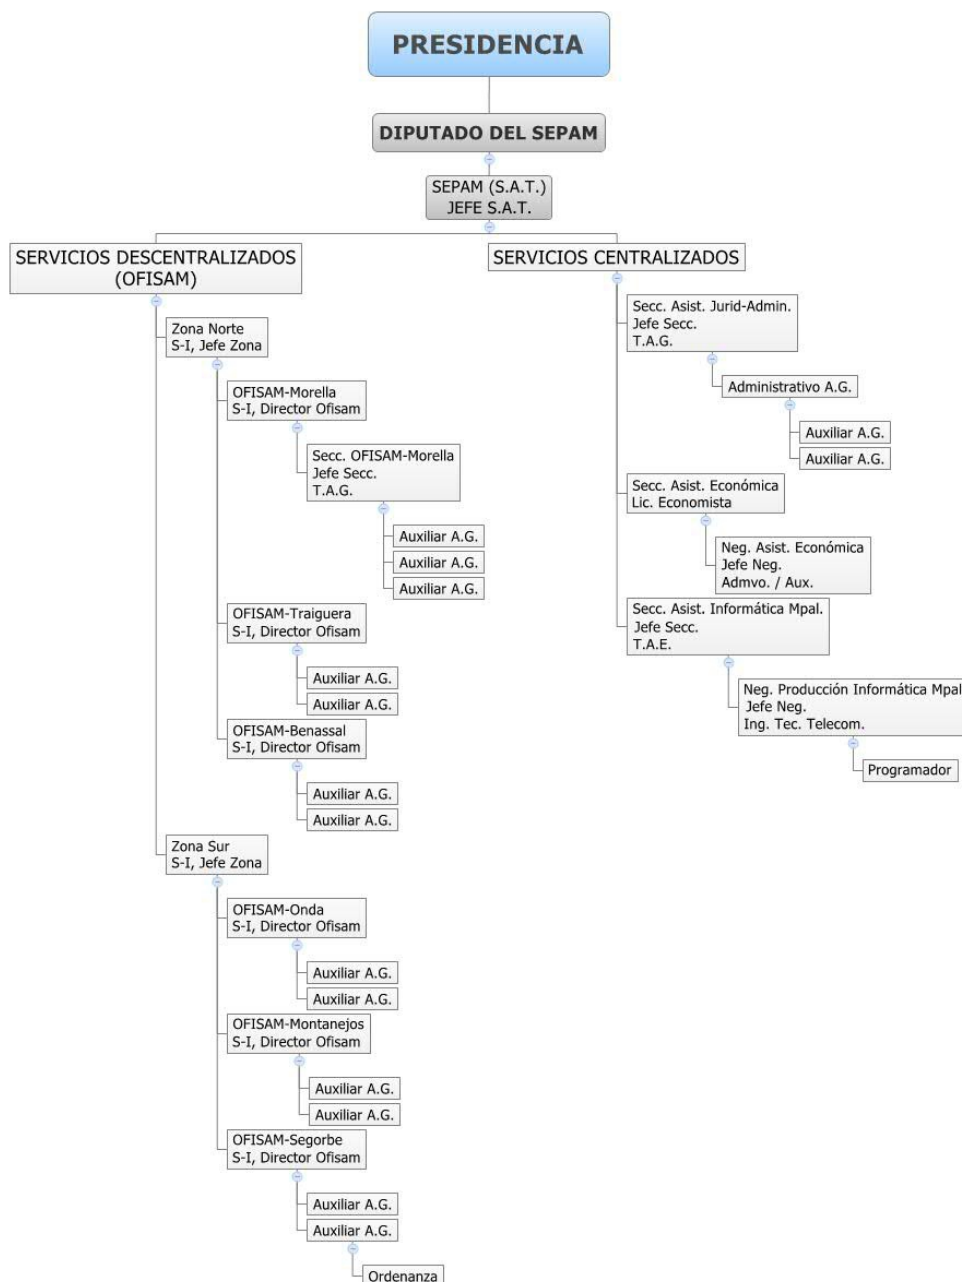 PRESIDENCIA
DIPUTADO DEL SEPAM
SEPAM (S.A.T.)
JEFE S.A.T.
SERVICIOS DESCENTRALIZADOS
(OFISAM)
Zona Norte
S-I, Jefe Zona
OFISAM-Morella
S-I, Director Ofisam
Secc. OFISAM-Morella
Jefe Secc.
T.A.G.
Auxiliar A.G.
Auxiliar A.G.
Auxiliar A.G.
OFISAM-Traiguera
S-I, Director Ofisam
Auxiliar A.G.
Auxiliar A.G.
OFISAM-Benassal
S-I, Director Ofisam
Auxiliar A.G.
Auxiliar A.G.
Zona Sur
S-I, Jefe Zona
OFISAM-Onda
S-I, Director Ofisam
Auxiliar A.G.
Auxiliar A.G.
OFISAM-Montanejos
S-I, Director Ofisam
Auxiliar A.G.
Auxiliar A.G.
OFISAM-Segorbe
S-I, Director Ofisam
Auxiliar A.G.
Auxiliar A.G.
Ordenanza
SERVICIOS CENTRALIZADOS
Secc. Asist. Jurid-Admin.
Jefe Secc.
T.A.G.
Administrativo A.G.
Auxiliar A.G.
Auxiliar A.G.
Secc. Asist. Económica
Lic. Economista
Neg. Asist. Económica
Jefe Neg.
Admvo. / Aux.
Secc. Asist. Informática Mpal.
Jefe Secc.
T.A.E.
Neg. Producción Informática Mpal
Jefe Neg.
Ing. Tec. Telecom.
Programador